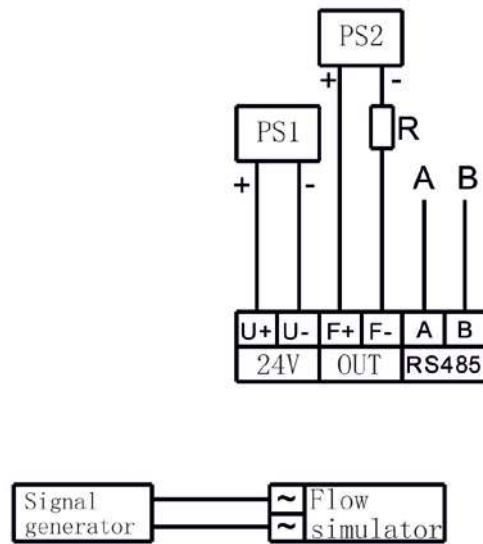 PS2
+ -
R
PS1
+ -
A B
U+ U- F+ F- A B
24V OUT RS485
Signal ~ Flow
generator ~ simulator